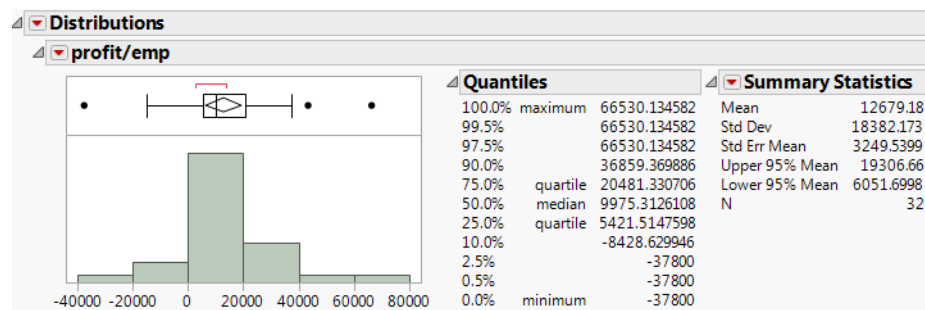 Distributions
profit/emp
-40000 -20000 0 20000 40000 60000 80000
Quantiles
100.0% maximum 66530.134582
99.5% 66530.134582
97.5% 66530.134582
90.0% 36859.369886
75.0% quartile 20481.330706
50.0% median 9975.3126108
25.0% quartile 5421.5147598
10.0% -8428.629946
2.5% -37800
0.5% -37800
0.0% minimum -37800
Summary Statistics
Mean 12679.18
Std Dev 18382.173
Std Err Mean 3249.5399
Upper 95% Mean 19306.66
Lower 95% Mean 6051.6998
N 32